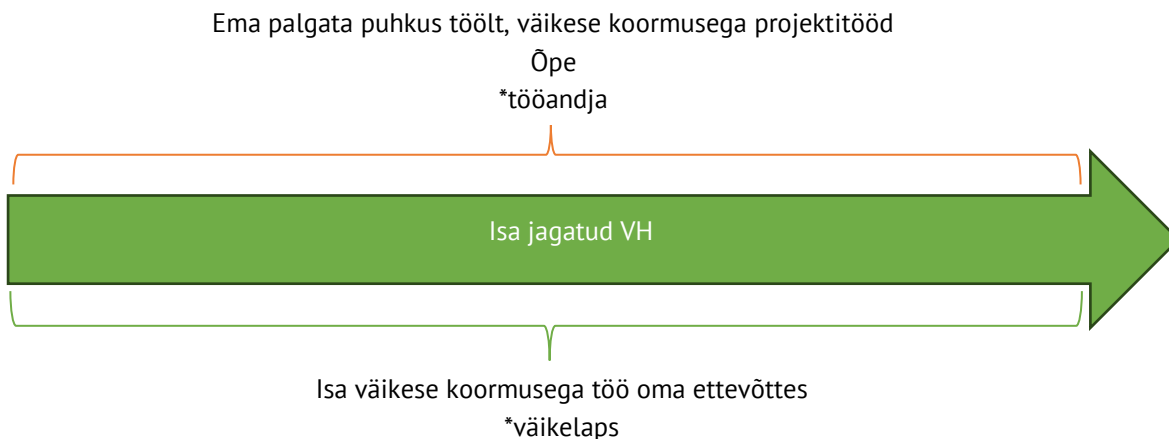 Ema palgata puhkus töölt, väikese koormusega projektitööd
Õpe
*tööandja
Isa jagatud VH
Isa väikese koormusega töö oma ettevõttes
*väikelaps